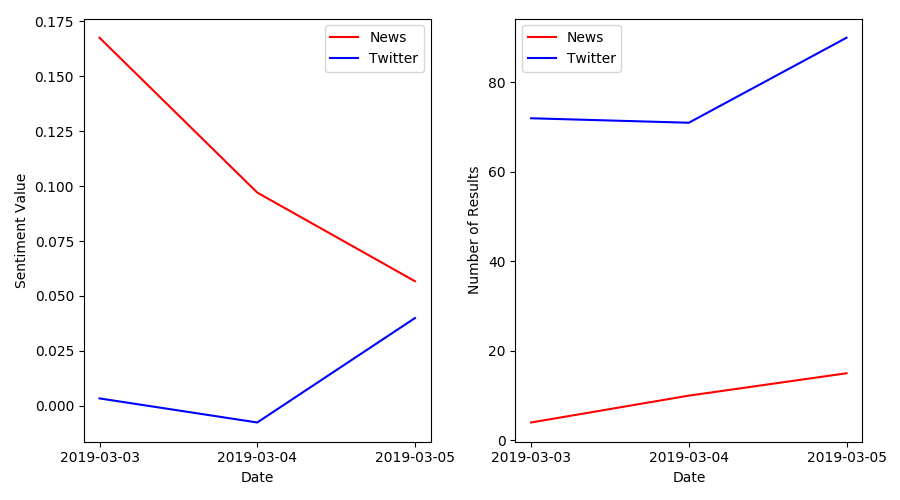 Sentiment Value
0.175
0.150
0.125
0.100
0.075
0.050
0.025
0.000
News
Twitter
2019-03-03
2019-03-04
2019-03-05
Date
Number of Results
80
60
40
20
0
News
Twitter
2019-03-03
2019-03-04
2019-03-05
Date